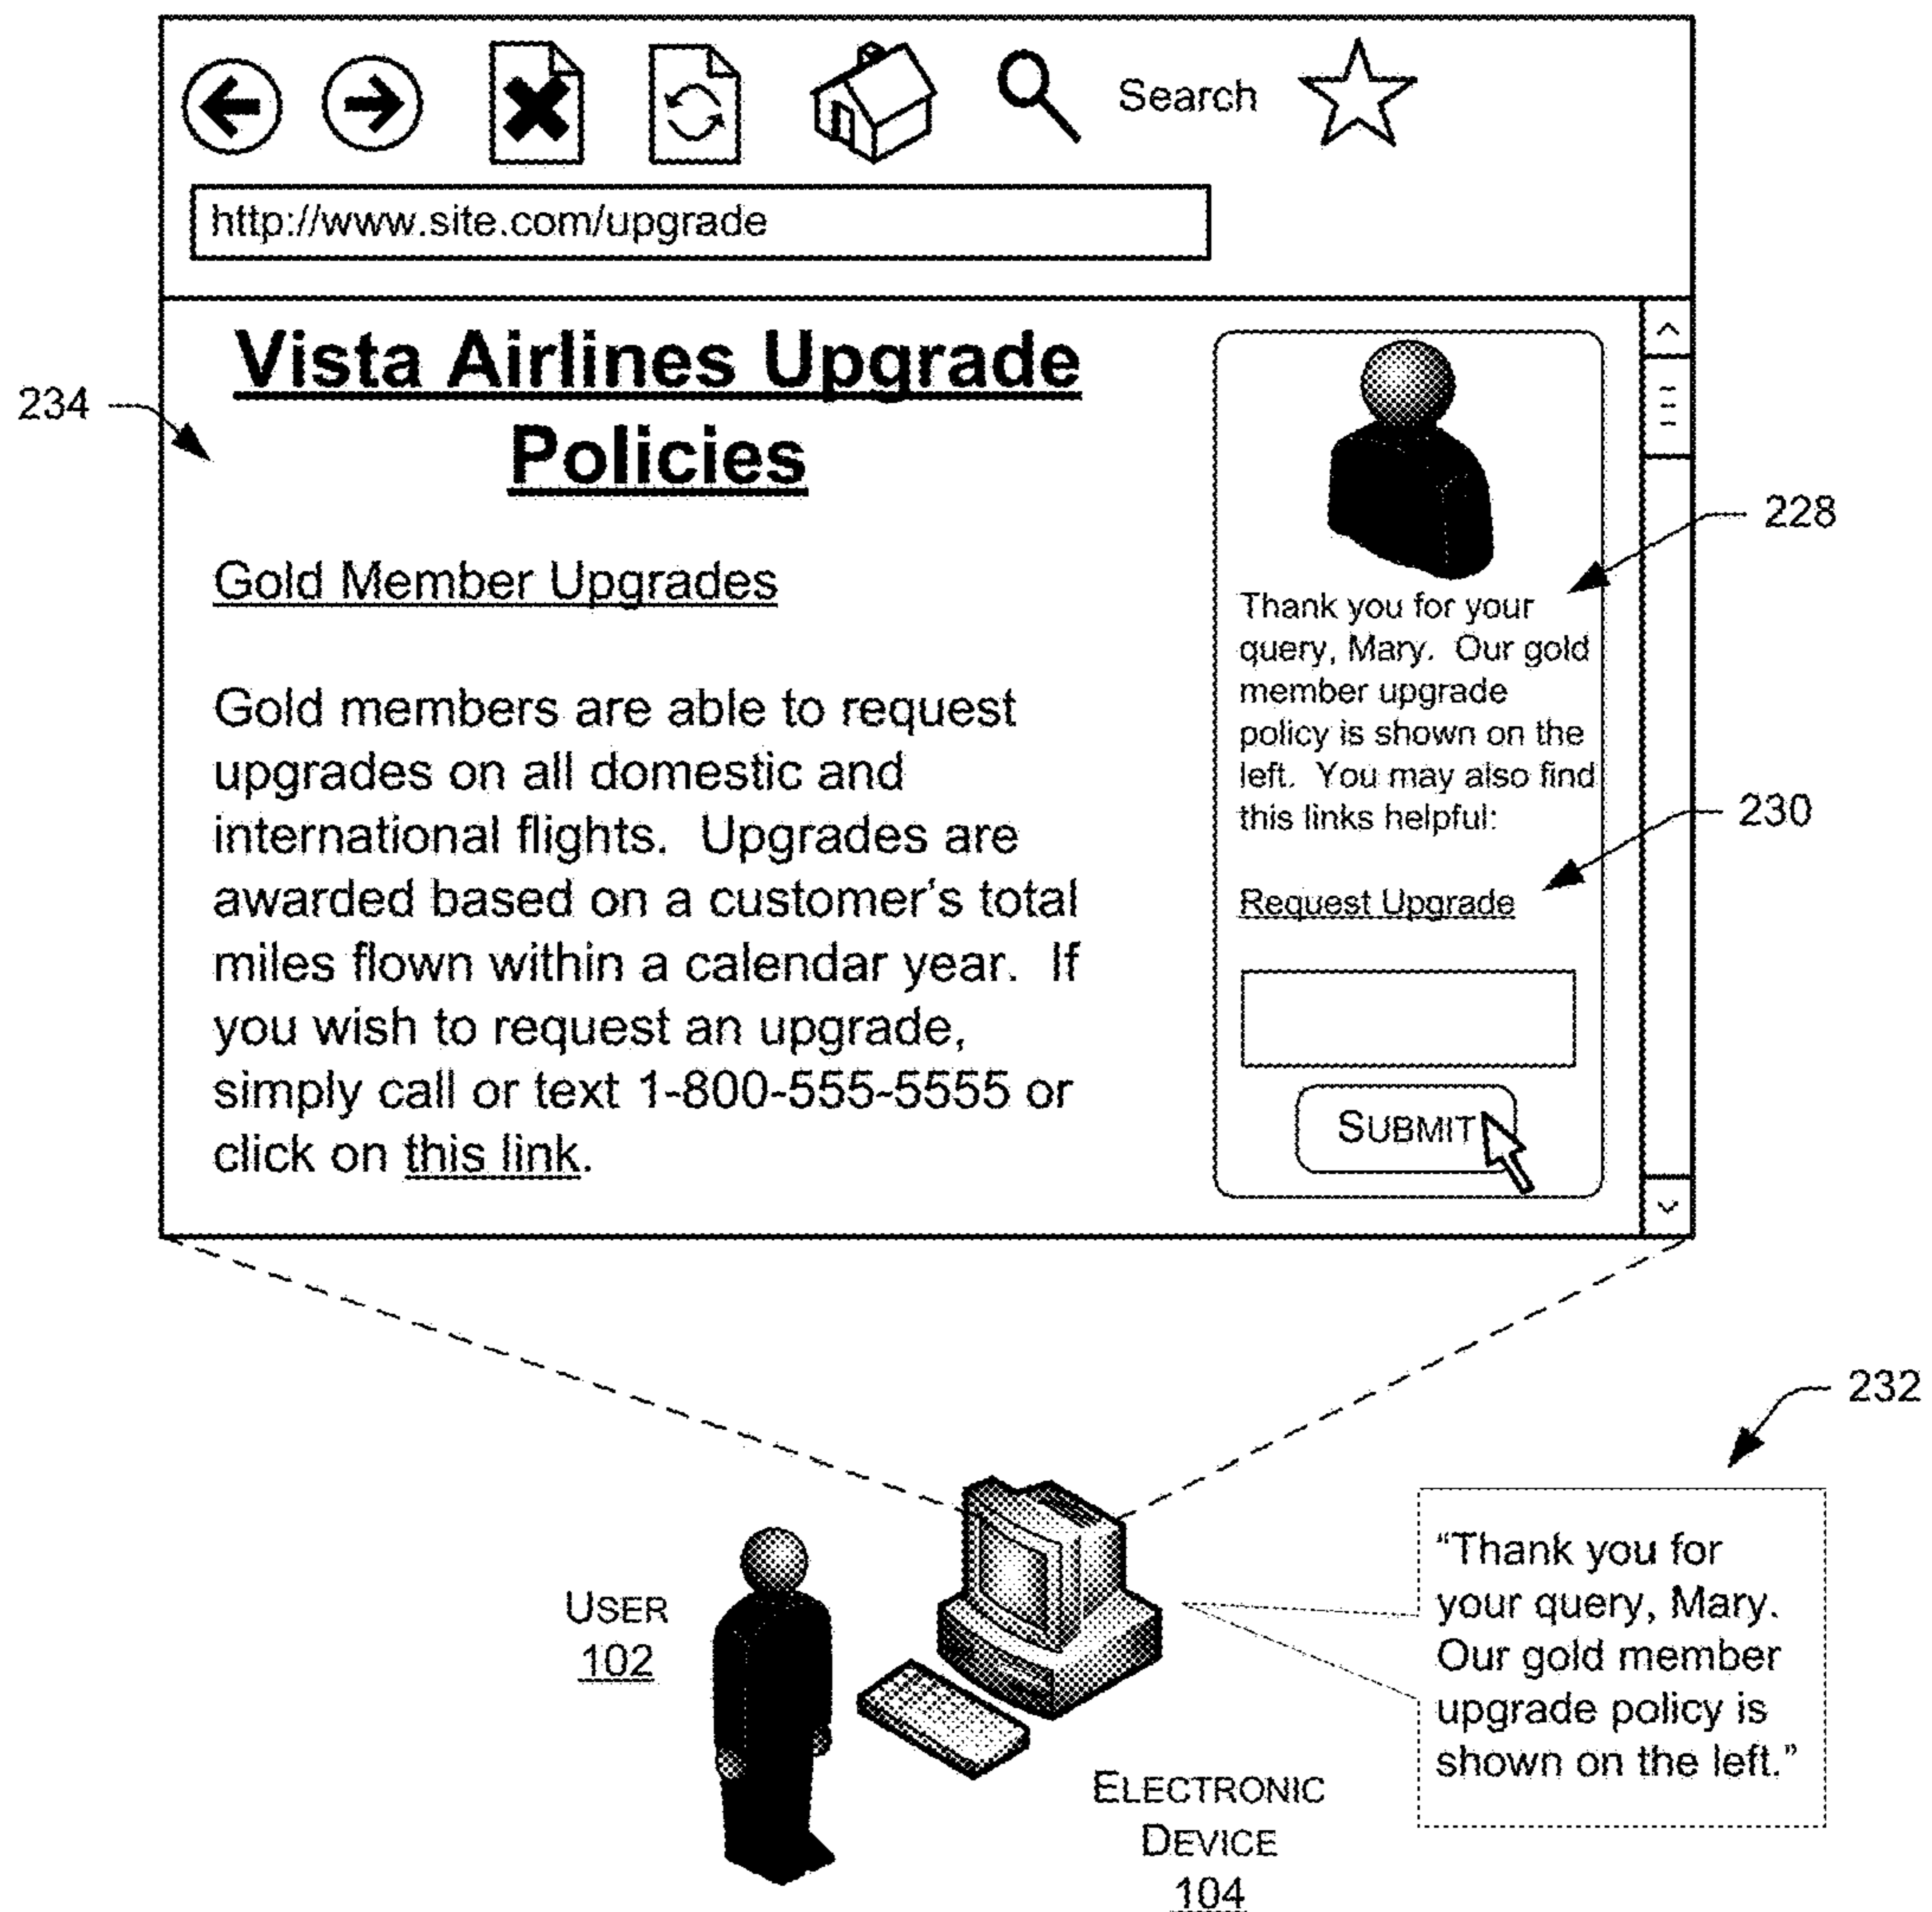 Search
http://www.site.com/upgrade
Vista Airlines Upgrade
Policies
234
Gold Member Upgrades
Gold members are able to request
upgrades on all domestic and
international flights.  Upgrades are
awarded based on a customer's total
miles flown within a calendar year.  If
you wish to request an upgrade,
simply call or text 1-800-555-5555 or
click on this link.
228
Thank you for your
query, Mary.  Our gold
member upgrade
policy is shown on the
left.  You may also find
this links helpful:
230
Request Upgrade
SUBMIT
232
USER
102
ELECTRONIC
DEVICE
104
“Thank you for
your query, Mary.
Our gold member
upgrade policy is
shown on the left.”